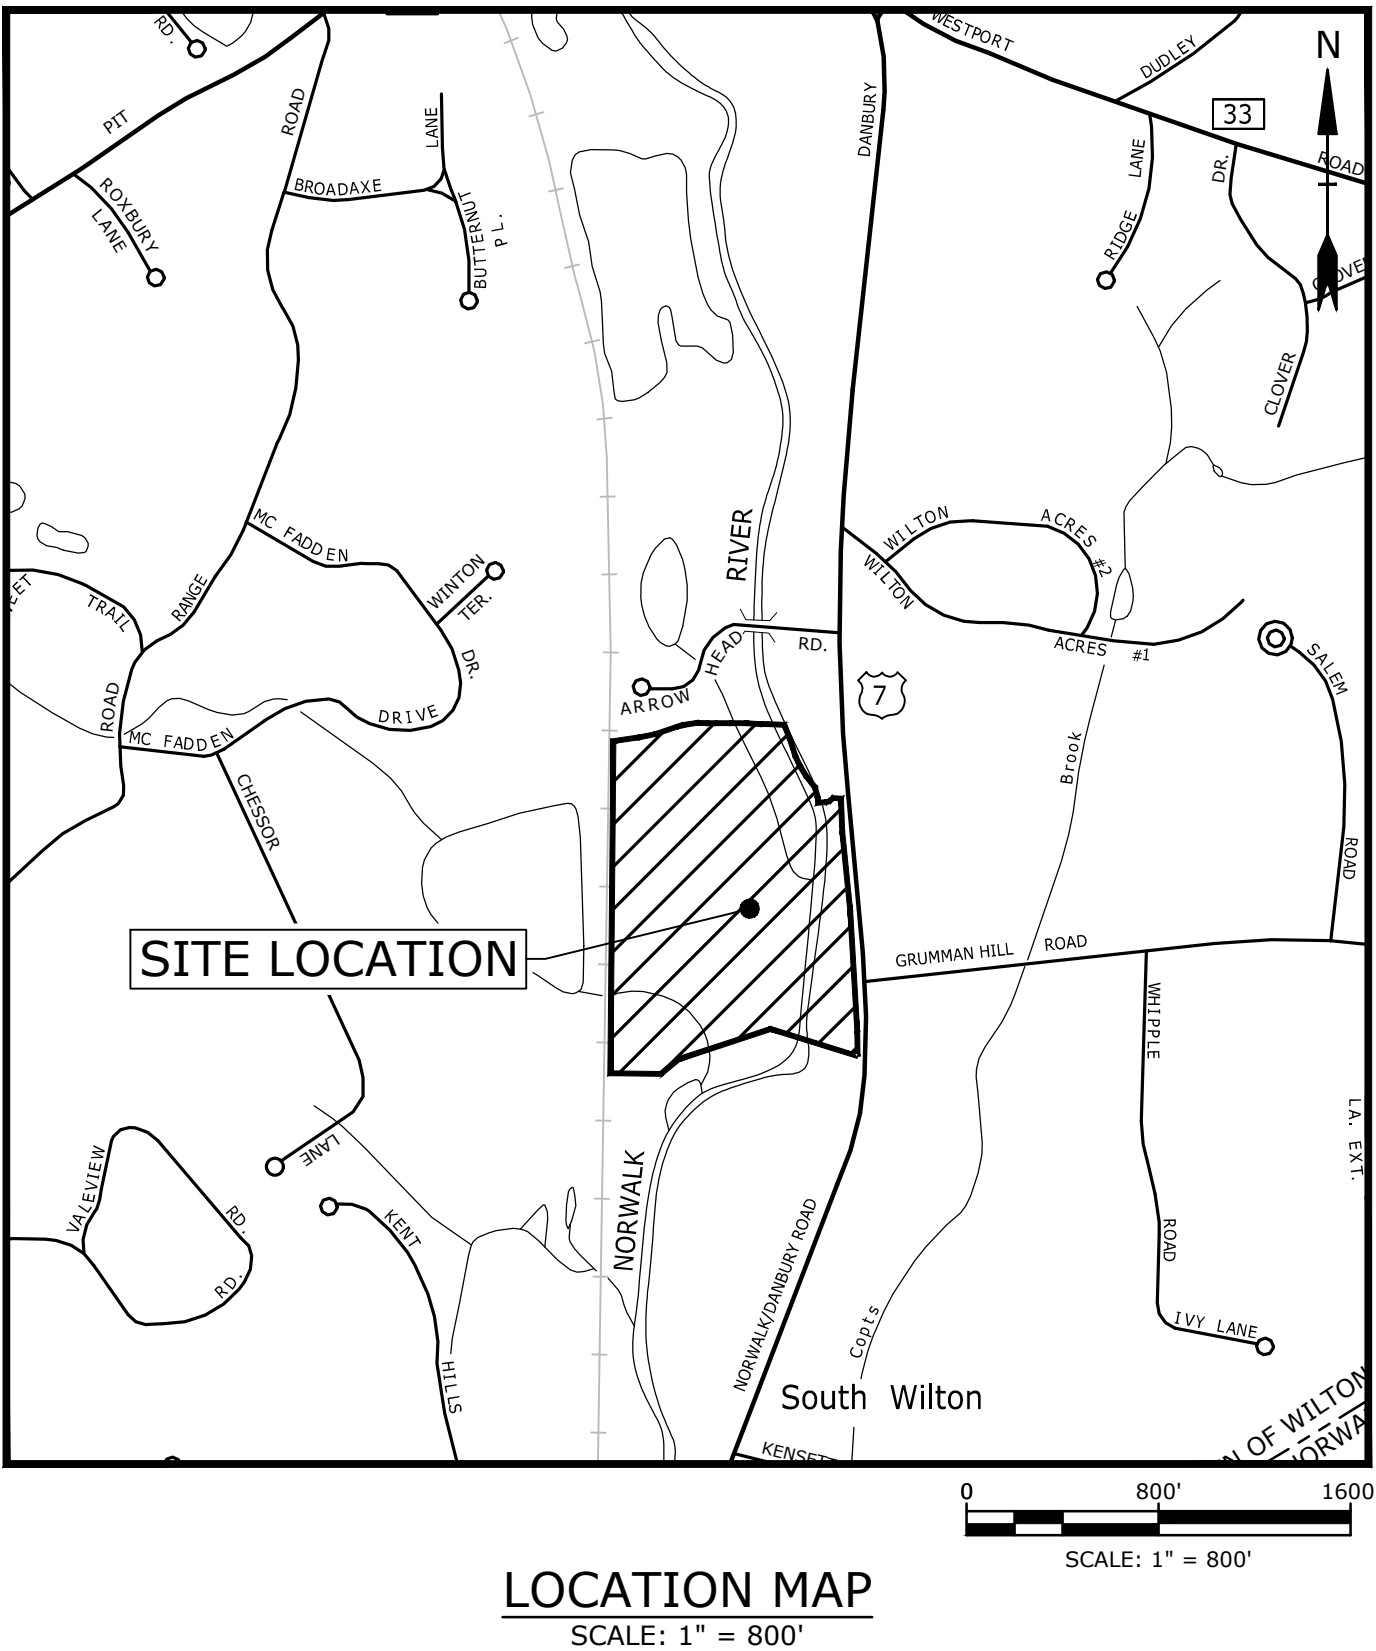 RD.
WESTPORT
DUDLEY
N
PIT
ROAD
LANE
DANBURY
33
ROAD
LANE
DR.
BROADAXE
ROXBURY
LANE
BUTTERNUT
PL.
RIDGE
CLOVER
MC FADDEN
RIVER
WILTON
ACRES #2
WILTON
ACRES #1
WINTON
TER.
TRAIL
RANGE
HEAD
RD.
ARROW
DR.
SALEM
7
ROAD
DRIVE
MC FADDEN
CHESSOR
Brook
ROAD
SITE LOCATION
GRUMMAN HILL ROAD
WHIPPLE
LA. EXT.
LANE
VALEVIEW
RD.
RD.
KENT
NORWALK
NORWALK/DANBURY ROAD
ROAD
Copts
IVY LANE
HILLS
South Wilton
OF WILTON
0 800' 1600
SCALE: 1" = 800'
LOCATION MAP
SCALE: 1" = 800'